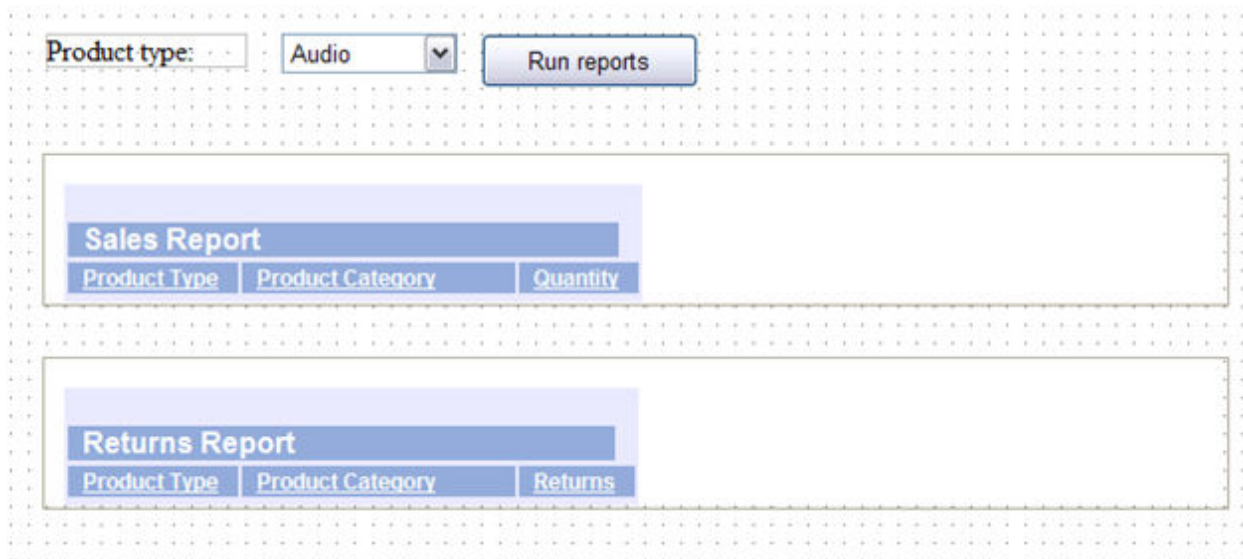 Product type: Audio Run reports
Sales Report
Product Type Product Category Quantity
Returns Report
Product Type Product Category Returns